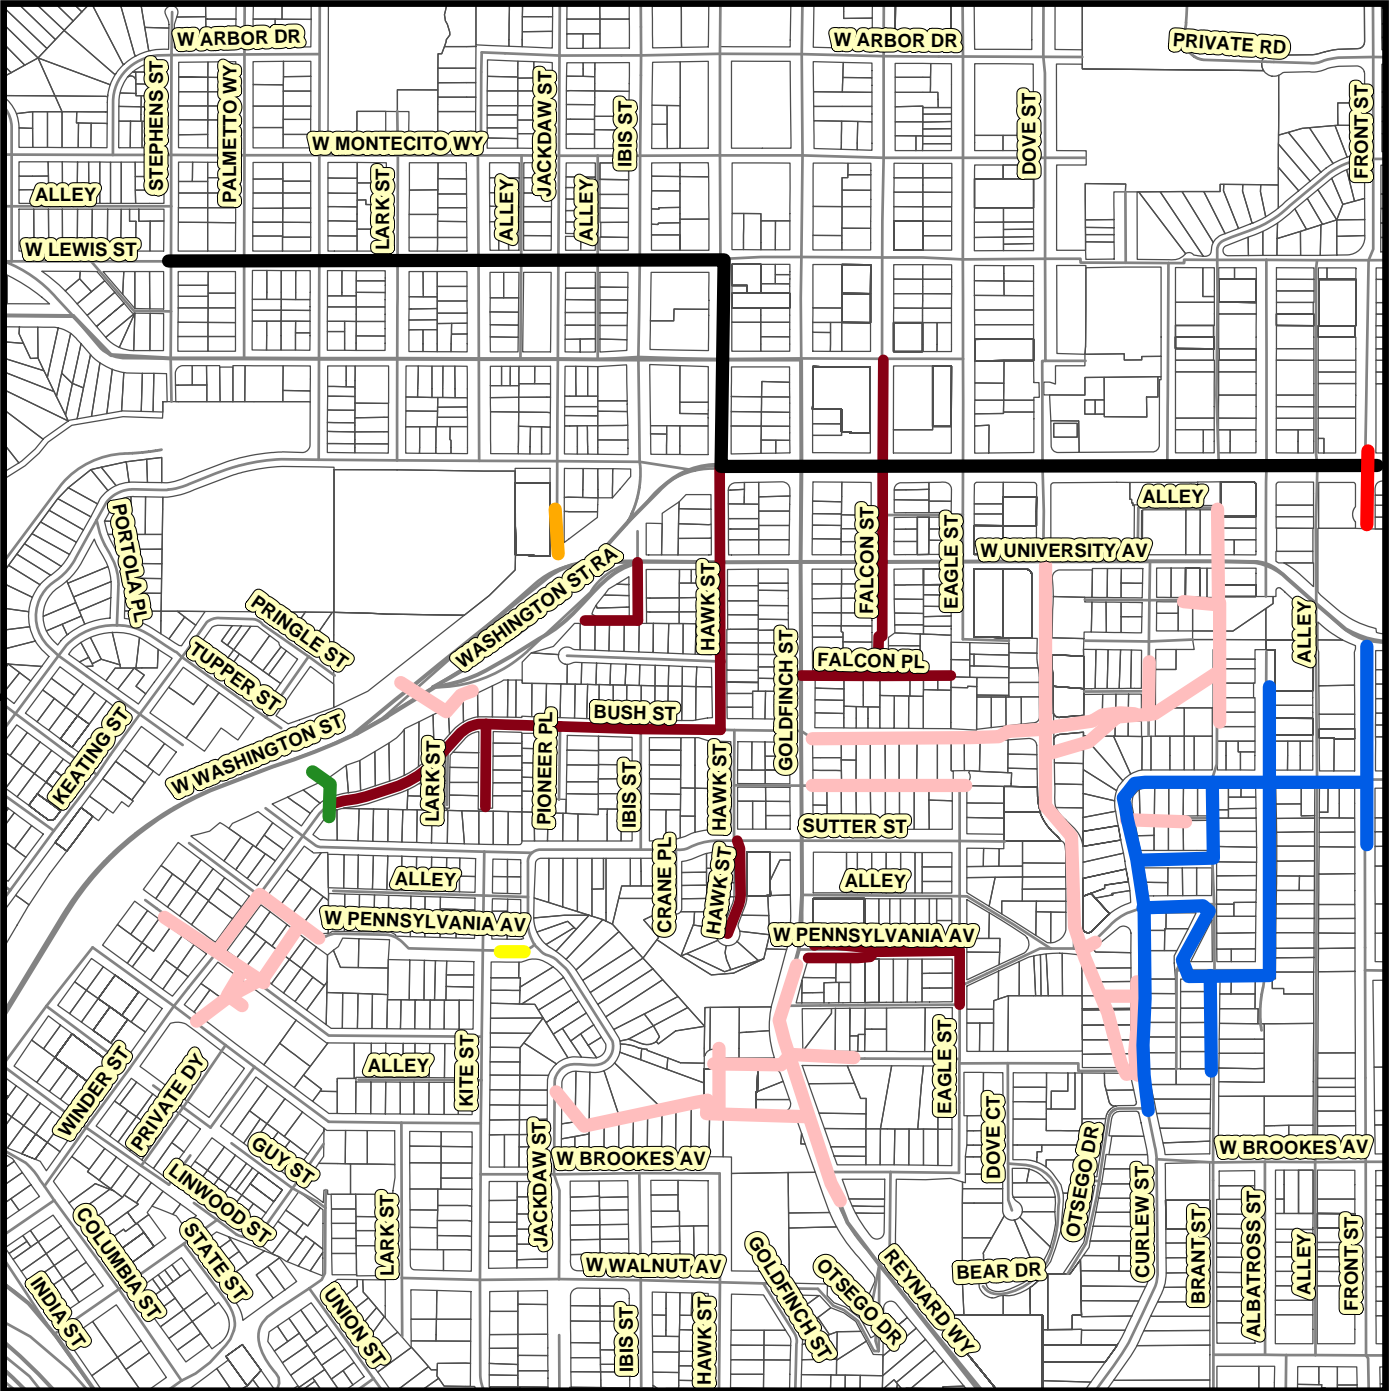 W ARBOR DR
W ARBOR DR
PRIVATE RD
STEPHENS ST
PALMETTO WY
JACKDAW ST
IBIS ST
DOVE ST
FRONT ST
W MONTECITO WY
ALLEY
LARK ST
ALLEY
ALLEY
W LEWIS ST
ALLEY
PORTOLA PL
W UNIVERSITY AV
FALCON ST
EAGLE ST
WASHINGTON ST RA
HAWK ST
PRINGLE ST
ALLEY
TUPPER ST
GOLDFINCH ST
FALCON PL
KEATING ST
W WASHINGTON ST
BUSH ST
LARK ST
PIONEER PL
IBIS ST
HAWK ST
SUTTER ST
CRANE PL
HAWK ST
ALLEY
ALLEY
W PENNSYLVANIA AV
W PENNSYLVANIA AV
WINDER ST
PRIVATE DY
ALLEY
KITE ST
EAGLE ST
DOVE CT
OTSEGO DR
GUY ST
JACKDAW ST
W BROOKES AV
W BROOKES AV
LINWOOD ST
LARK ST
CURLEW ST
BRANT ST
ALBATROSS ST
ALLEY
FRONT ST
COLUMBIA ST
STATE ST
W WALNUT AV
GOLDFINCH ST
OTSEGO DR
REYNARD WY
BEAR DR
INDIA ST
UNION ST
IBIS ST
HAWK ST